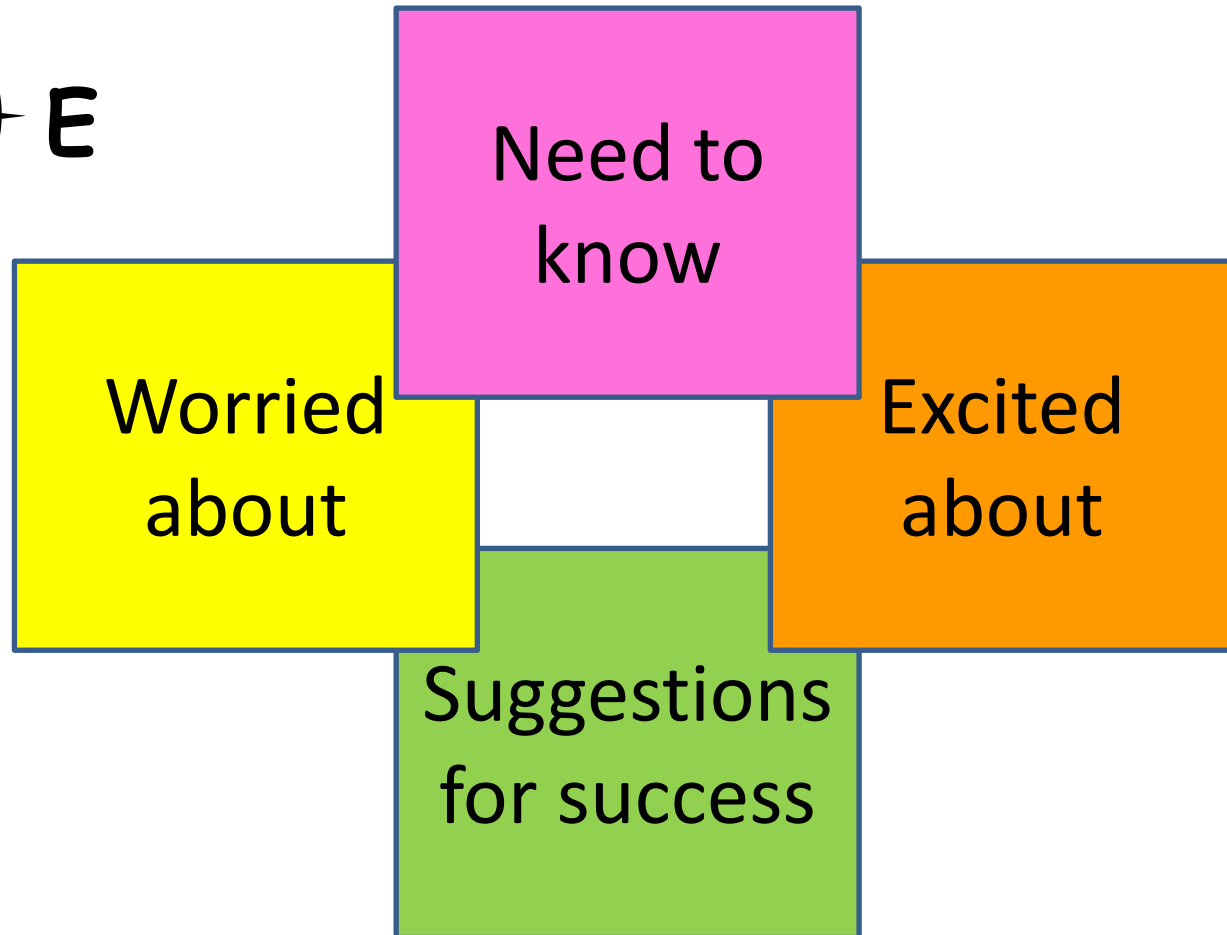 E
Need to
know
Worried
about
Excited
about
Suggestions
for success